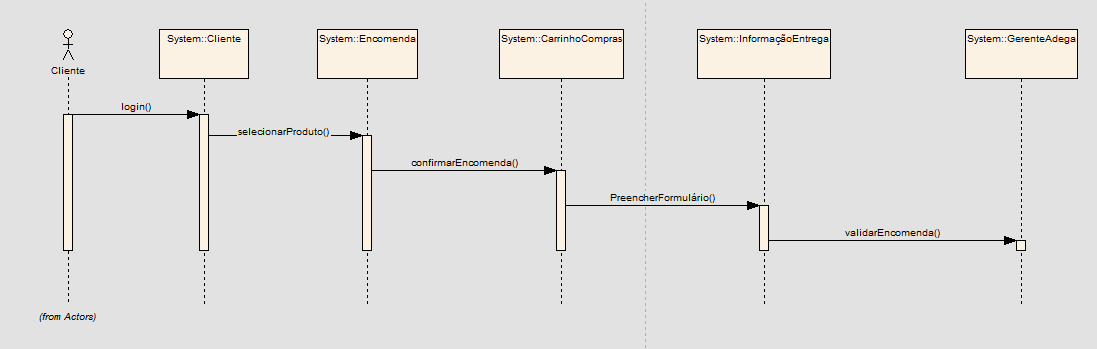 System::Cliente
System::Encomenda
System::CarrinhoCompras
System::InformaçãoEntrega
System::GerenteAdega
Cliente
login()
selecionarProduto()
confirmarEncomenda()
PreencherFormulário()
validarEncomenda()
(from Actors)